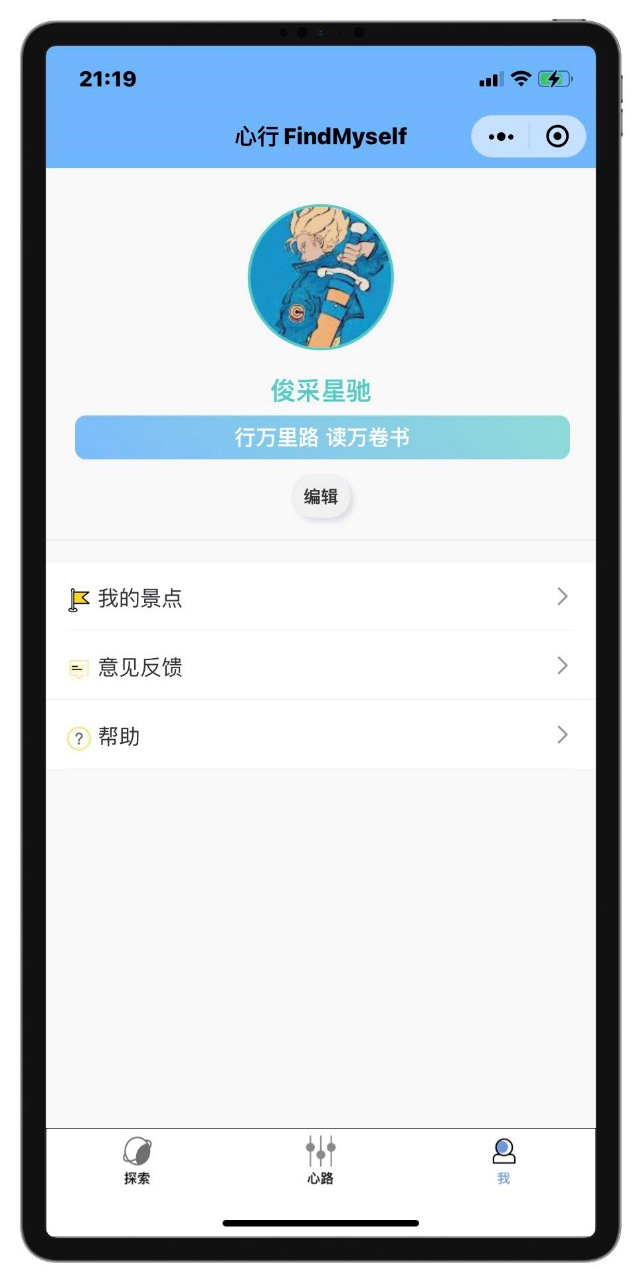 21:19
心行 FindMyself
俊采星驰
行万里路 读万卷书
编辑
我的景点
意见反馈
? 帮助
探索
心路
我